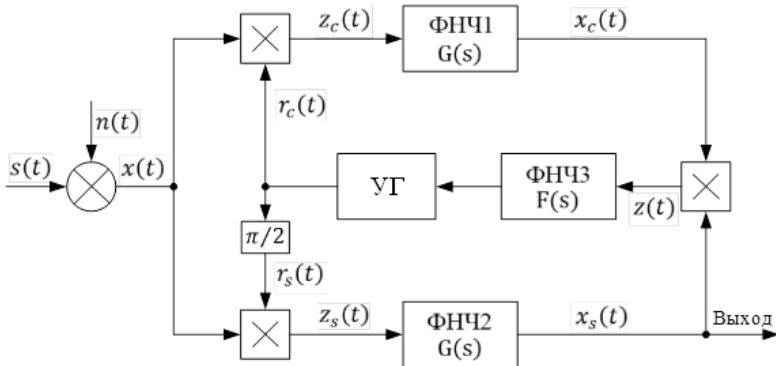 z_c(t)
ФНЧ1
G(s)
x_c(t)
n(t)
r_c(t)
s(t)
x(t)
УГ
ФНЧ3
F(s)
z(t)
π/2
r_s(t)
z_s(t)
ФНЧ2
G(s)
x_s(t)
Выход